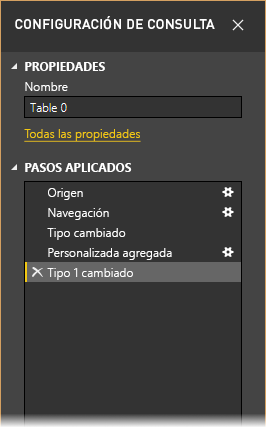 CONFIGURACIÓN DE CONSULTA
PROPIEDADES
Nombre
Table 0
Todas las propiedades
PASOS APLICADOS
Origen
Navegación
Tipo cambiado
Personalizada agregada
Tipo 1 cambiado